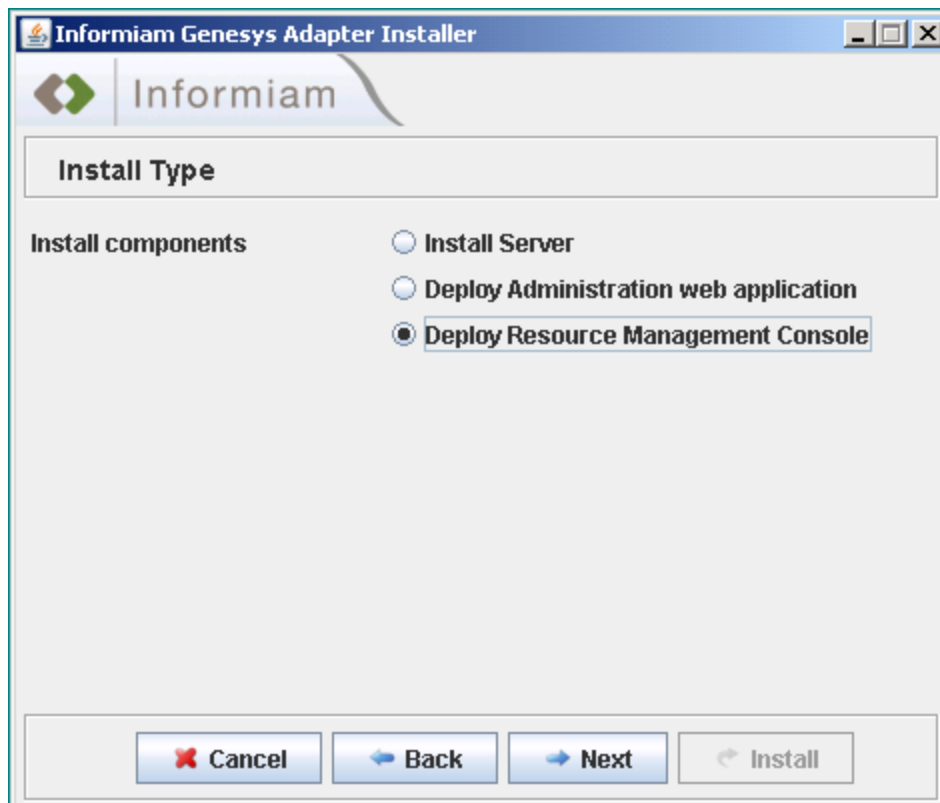 Informiam Genesys Adapter Installer
Informiam
Install Type
Install components
Install Server
Deploy Administration web application
Deploy Resource Management Console
Cancel Back Next Install